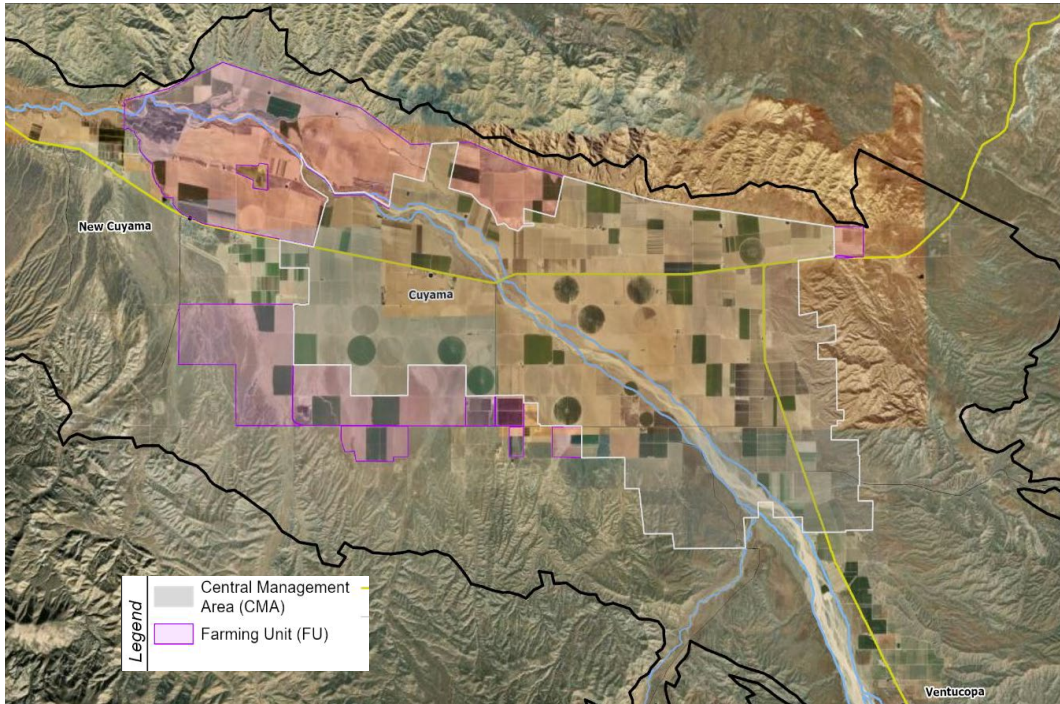 New Cuyama
Cuyama
Ventucopa
Legend
Central Management
Area (CMA)
Farming Unit (FU)